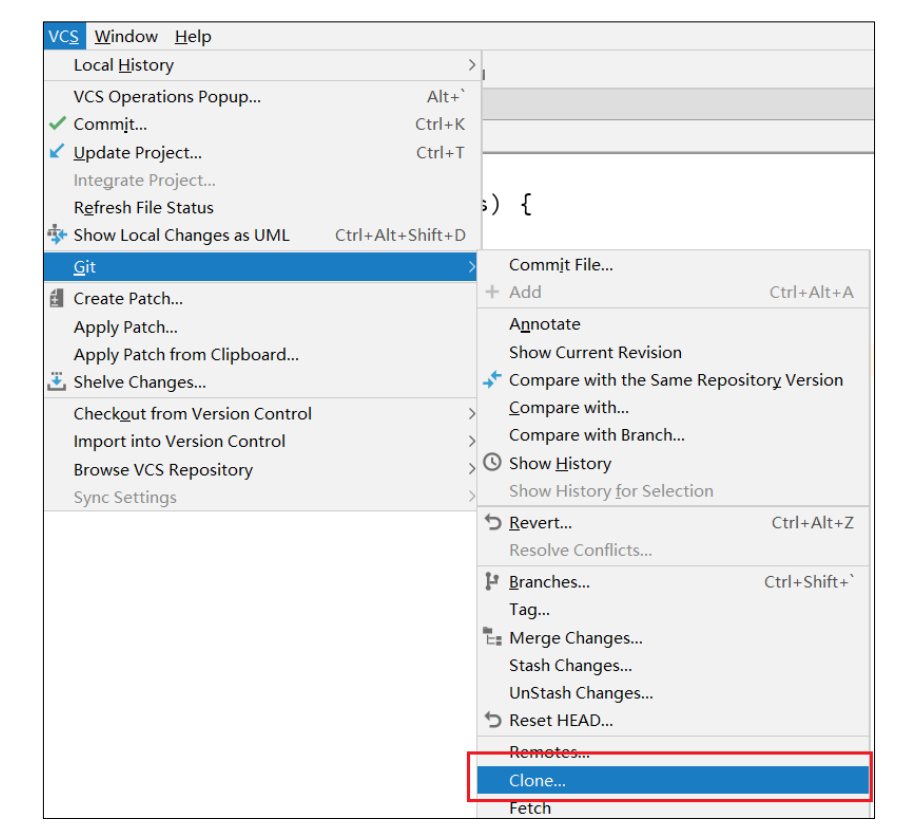 VCS Window Help
Local History
VCS Operations Popup... Alt+`
Commit... Ctrl+K
Update Project... Ctrl+T
Integrate Project...
Refresh File Status
s) {
Show Local Changes as UML Ctrl+Alt+Shift+D
Git
Create Patch...
Apply Patch...
Apply Patch from Clipboard...
Shelve Changes...
Checkout from Version Control
Import into Version Control
Browse VCS Repository
Sync Settings
Commit File...
Add Ctrl+Alt+A
Annotate
Show Current Revision
Compare with the Same Repository Version
Compare with...
Compare with Branch...
Show History
Show History for Selection
Revert... Ctrl+Alt+Z
Resolve Conflicts...
Branches... Ctrl+Shift+`
Tag...
Merge Changes...
Stash Changes...
UnStash Changes...
Reset HEAD...
Remotes...
Clone...
Fetch